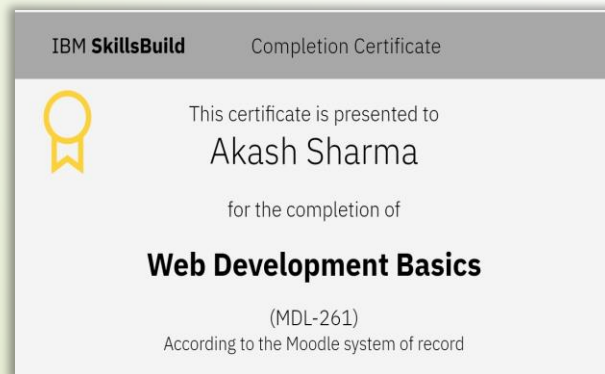 IBM SkillsBuild Completion Certificate
This certificate is presented to
Akash Sharma
for the completion of
Web Development Basics
(MDL-261)
According to the Moodle system of record